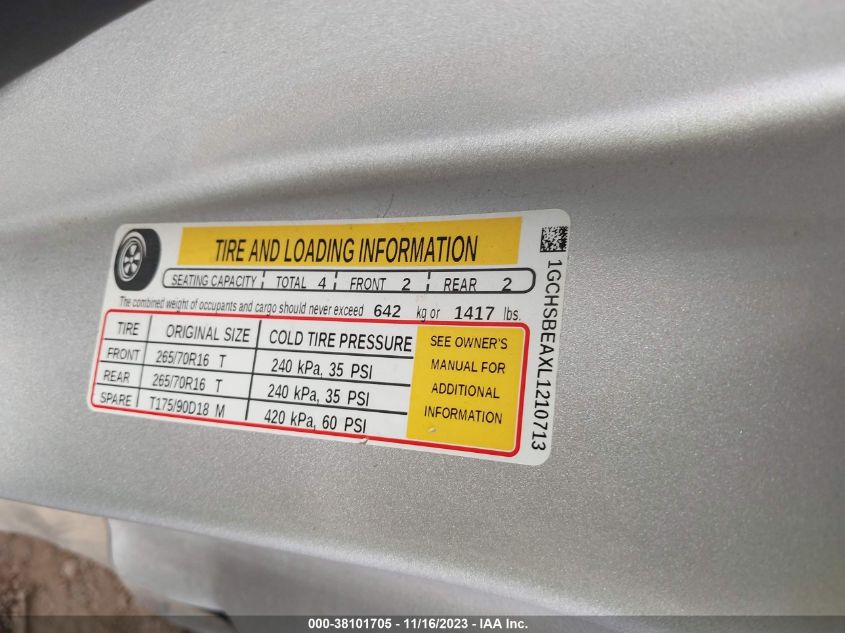 TIRE AND LOADING INFORMATION
SEATING CAPACITY TOTAL 4 FRONT 2 REAR 2
The combined weight of occupants and cargo should never exceed 642 kg or 1417 lbs.
TIRE ORIGINAL SIZE COLD TIRE PRESSURE
FRONT 265/70R16 T 240 kPa, 35 PSI
REAR 265/70R16 T 240 kPa, 35 PSI
SPARE T175/90D18 M 420 kPa, 60 PSI
SEE OWNER'S
MANUAL FOR
ADDITIONAL
INFORMATION
1GCHSBEAXL1210713
000-38101705 - 11/16/2023 - IAA Inc.